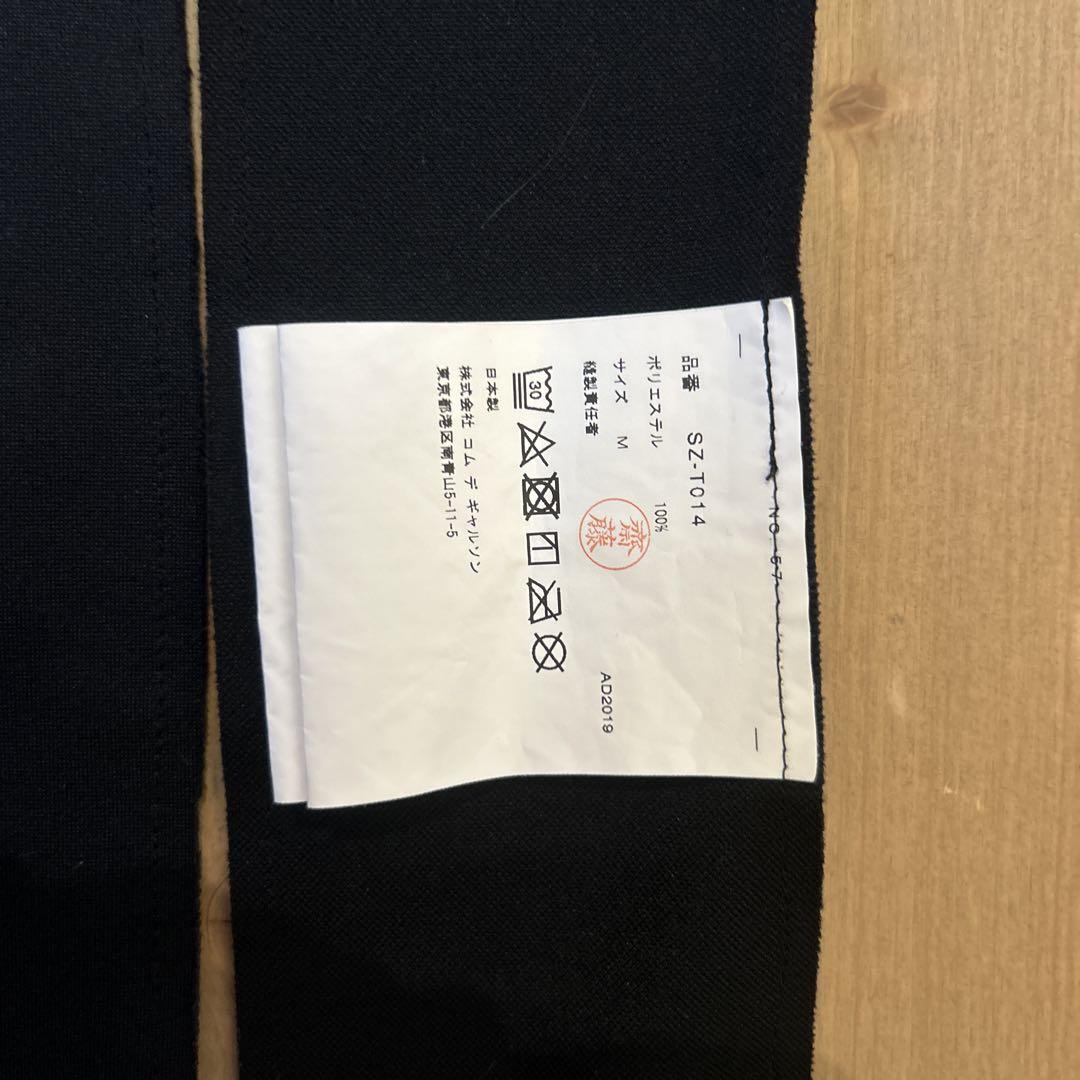 NO 57
品番 SZ-T014
ポリエステル 100%
サイズ M
縫製責任者 齋藤 AD2019
30
日本製
株式会社 コム デ ギャルソン
東京都港区南青山5-11-5